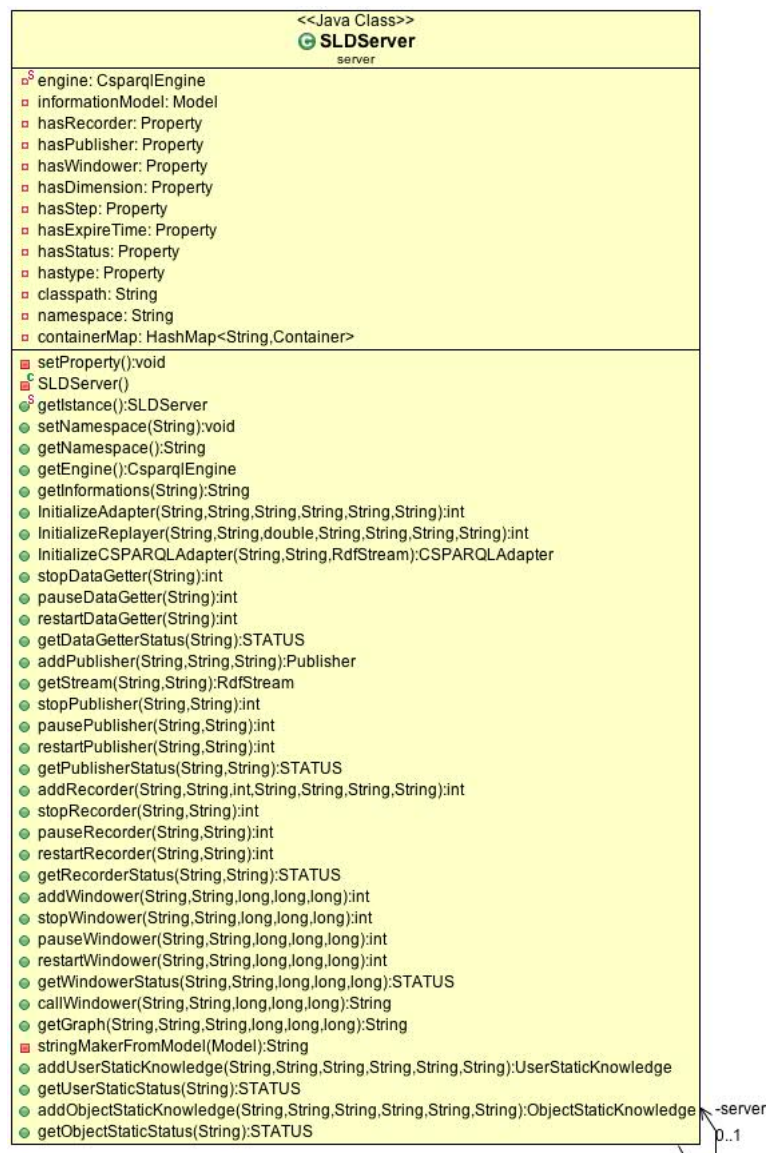 <<Java Class>>
SLDServer
server
engine: CsparqlEngine
informationModel: Model
hasRecorder: Property
hasPublisher: Property
hasWindower: Property
hasDimension: Property
hasStep: Property
hasExpireTime: Property
hasStatus: Property
hastype: Property
classpath: String
namespace: String
containerMap: HashMap<String,Container>
setProperty():void
SLDServer()
getIstance():SLDServer
setNamespace(String):void
getNamespace():String
getEngine():CsparqlEngine
getInformations(String):String
InitializeAdapter(String,String,String,String,String,String):int
InitializeReplayer(String,String,double,String,String,String,String):int
InitializeCSPARQLAdapter(String,String,RdfStream):CSPARQLAdapter
stopDataGetter(String):int
pauseDataGetter(String):int
restartDataGetter(String):int
getDataGetterStatus(String):STATUS
addPublisher(String,String,String):Publisher
getStream(String,String):RdfStream
stopPublisher(String,String):int
pausePublisher(String,String):int
restartPublisher(String,String):int
getPublisherStatus(String,String):STATUS
addRecorder(String,String,int,String,String,String,String):int
stopRecorder(String,String):int
pauseRecorder(String,String):int
restartRecorder(String,String):int
getRecorderStatus(String,String):STATUS
addWindower(String,String,long,long,long):int
stopWindower(String,String,long,long,long):int
pauseWindower(String,String,long,long,long):int
restartWindower(String,String,long,long,long):int
getWindowerStatus(String,String,long,long,long):STATUS
callWindower(String,String,long,long,long):String
getGraph(String,String,String,long,long,long):String
stringMakerFromModel(Model):String
addUserStaticKnowledge(String,String,String,String,String,String):UserStaticKnowledge
getUserStaticStatus(String):STATUS
addObjectStaticKnowledge(String,String,String,String,String,String):ObjectStaticKnowledge
getObjectStaticStatus(String):STATUS
-server
0..1